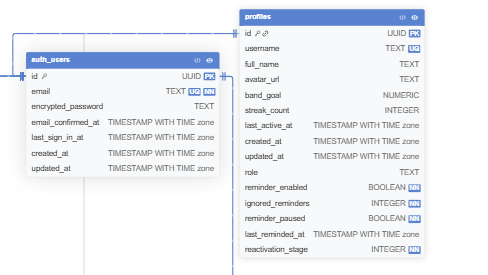 profiles
id UUID PK
username TEXT UQ
full_name TEXT
avatar_url TEXT
band_goal NUMERIC
streak_count INTEGER
last_active_at TIMESTAMP WITH TIME zone
created_at TIMESTAMP WITH TIME zone
updated_at TIMESTAMP WITH TIME zone
role TEXT
reminder_enabled BOOLEAN NN
ignored_reminders INTEGER NN
reminder_paused BOOLEAN NN
last_reminded_at TIMESTAMP WITH TIME zone
reactivation_stage INTEGER NN
auth_users
id UUID PK
email TEXT UQ NN
encrypted_password TEXT
email_confirmed_at TIMESTAMP WITH TIME zone
last_sign_in_at TIMESTAMP WITH TIME zone
created_at TIMESTAMP WITH TIME zone
updated_at TIMESTAMP WITH TIME zone